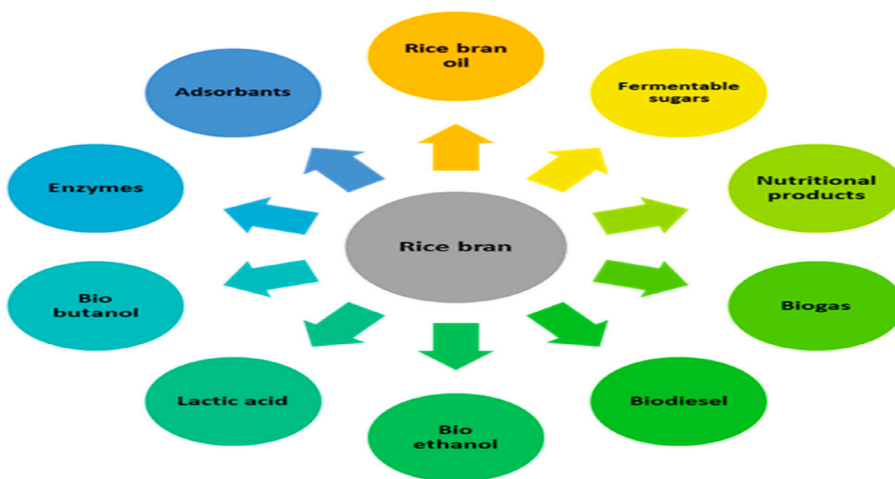 Rice bran
oil
Fermentable
sugars
Nutritional
products
Biogas
Biodiesel
Bio
ethanol
Lactic acid
Bio
butanol
Enzymes
Adsorbants
Rice bran